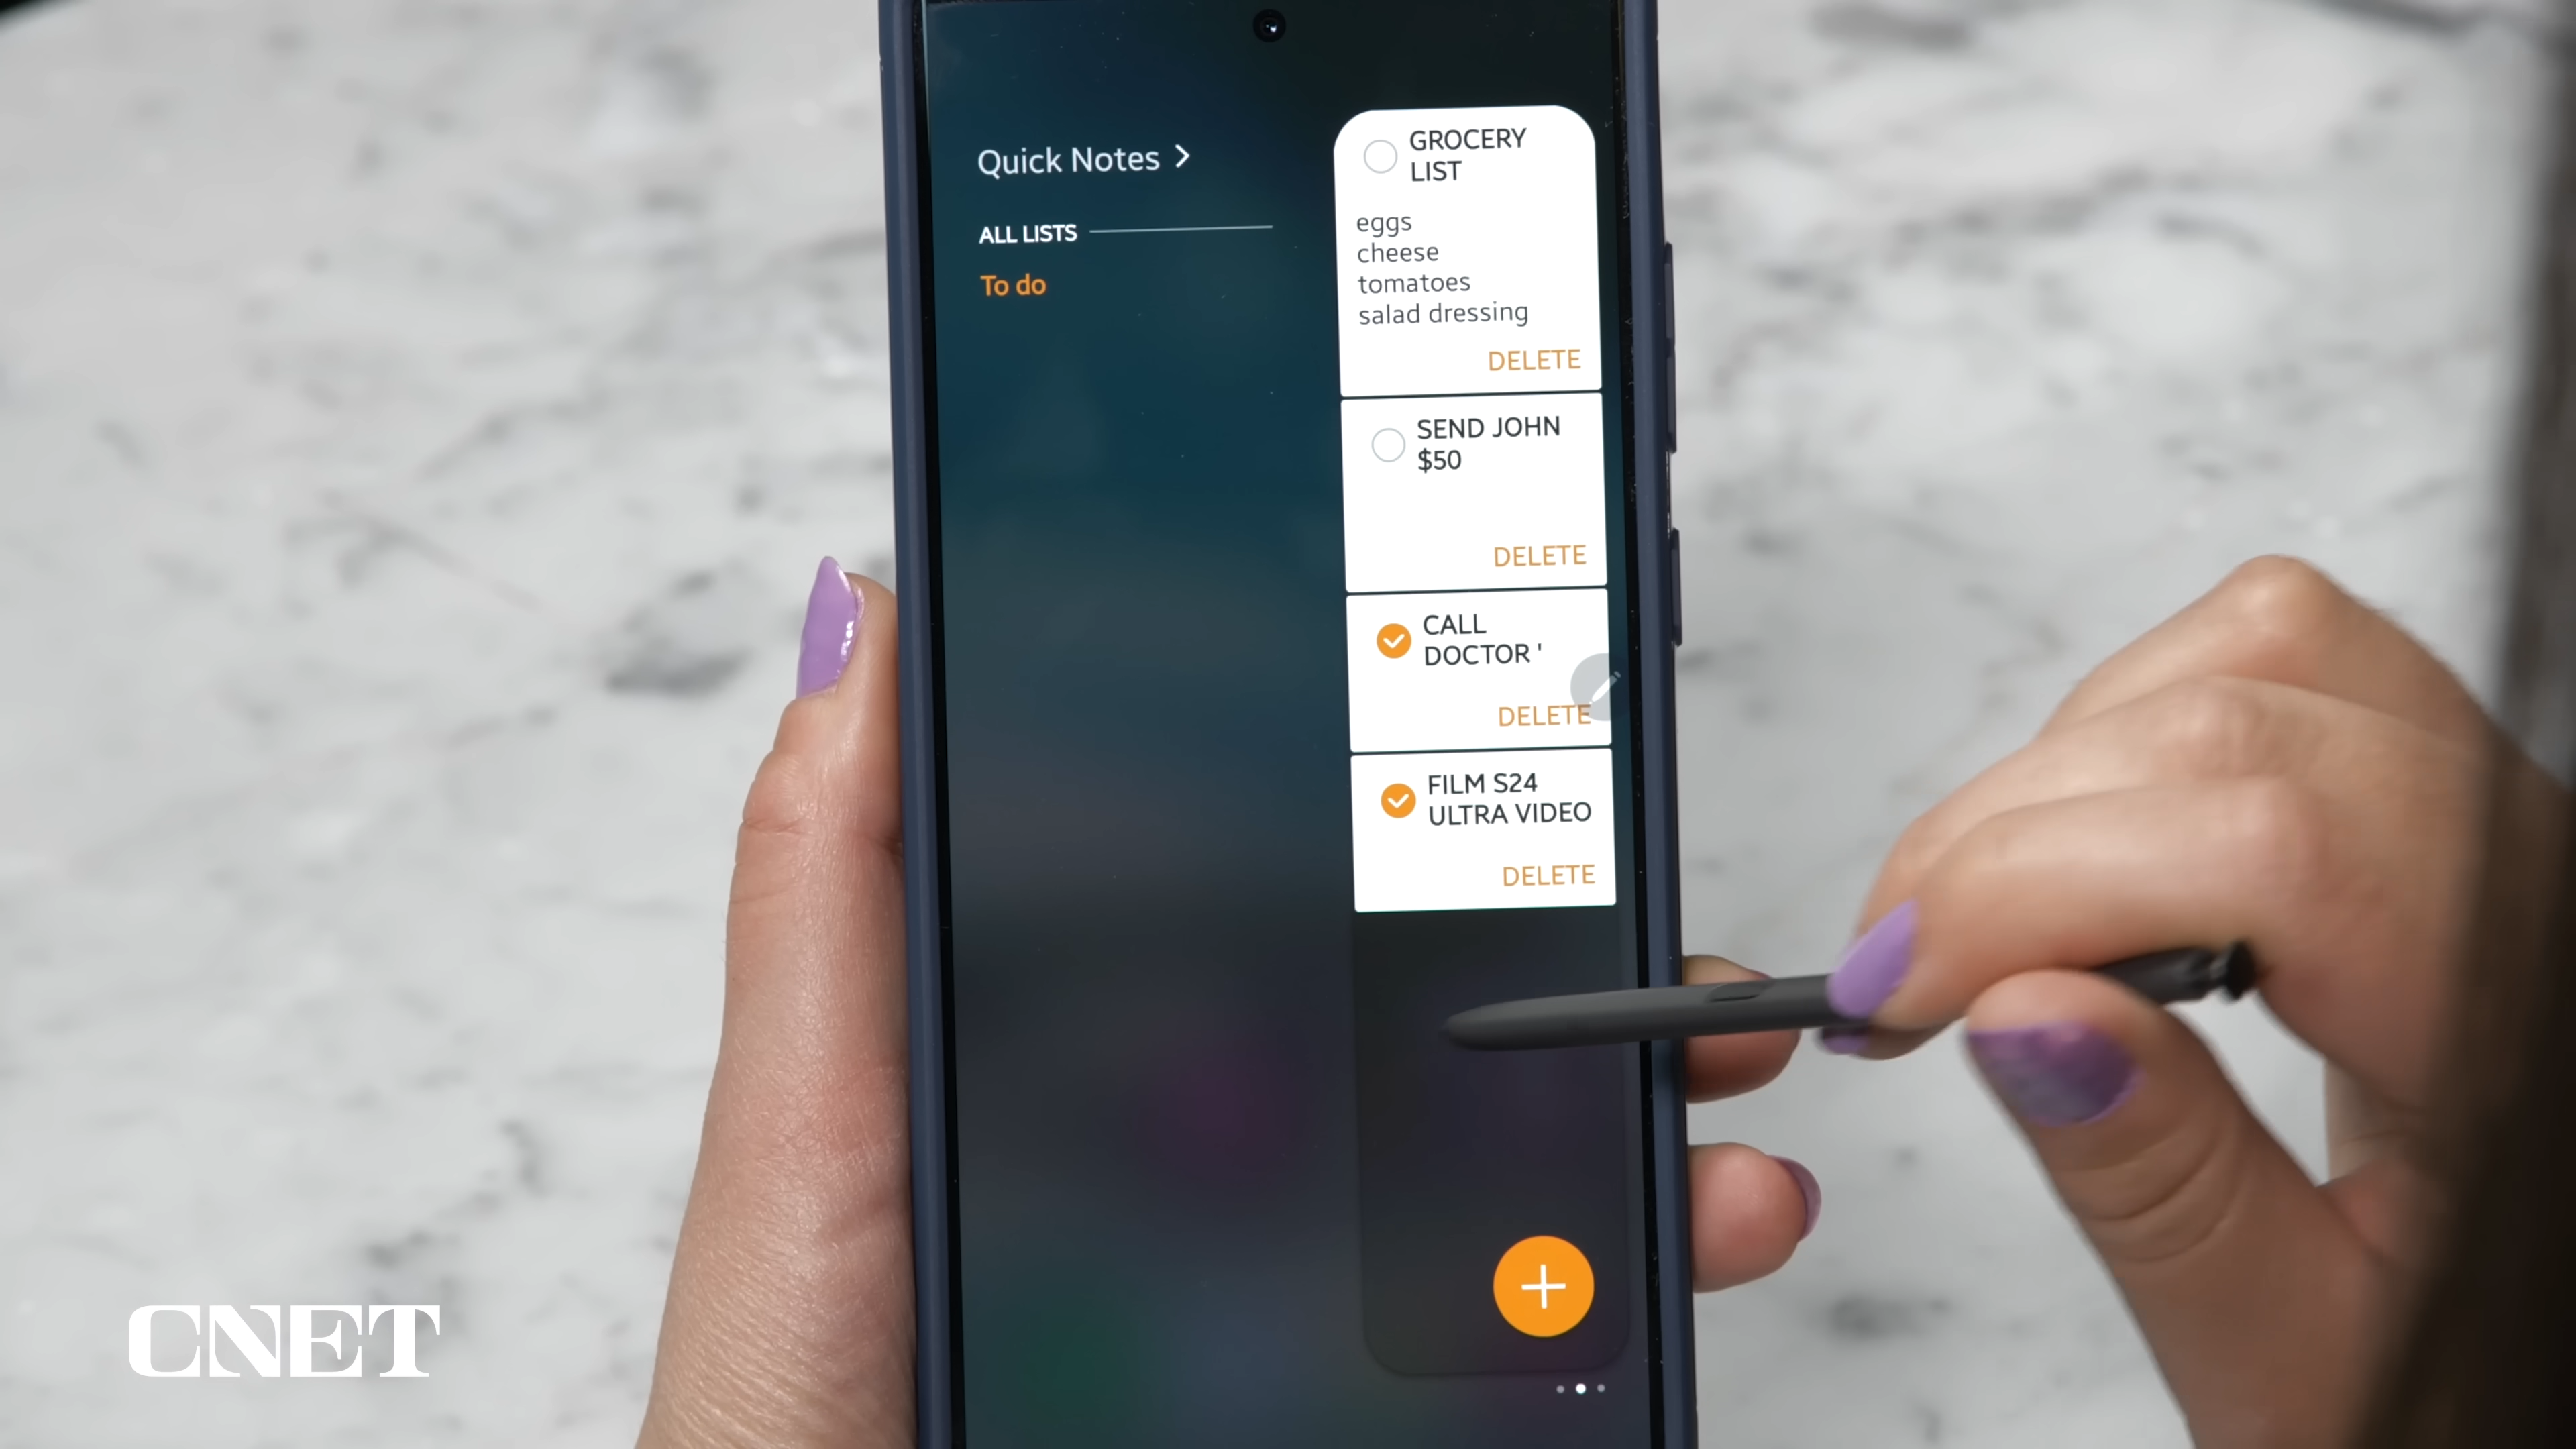 Quick Notes >
ALL LISTS
To do
GROCERY
LIST
eggs
cheese
tomatoes
salad dressing
DELETE
SEND JOHN
$50
DELETE
CALL
DOCTOR '
DELETE
FILM S24
ULTRA VIDEO
DELETE
CNET